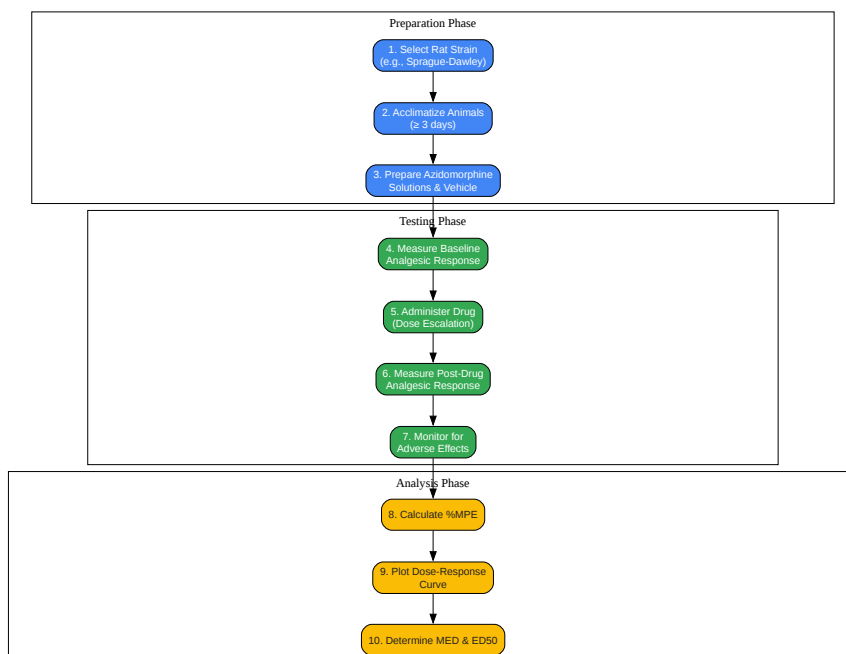 Preparation Phase
1. Select Rat Strain
(e.g., Sprague-Dawley)
2. Acclimatize Animals
(≥ 3 days)
3. Prepare Azidomorphine
Solutions & Vehicle
Testing Phase
4. Measure Baseline
Analgesic Response
5. Administer Drug
(Dose Escalation)
6. Measure Post-Drug
Analgesic Response
7. Monitor for
Adverse Effects
Analysis Phase
8. Calculate %MPE
9. Plot Dose-Response
Curve
10. Determine MED & ED50